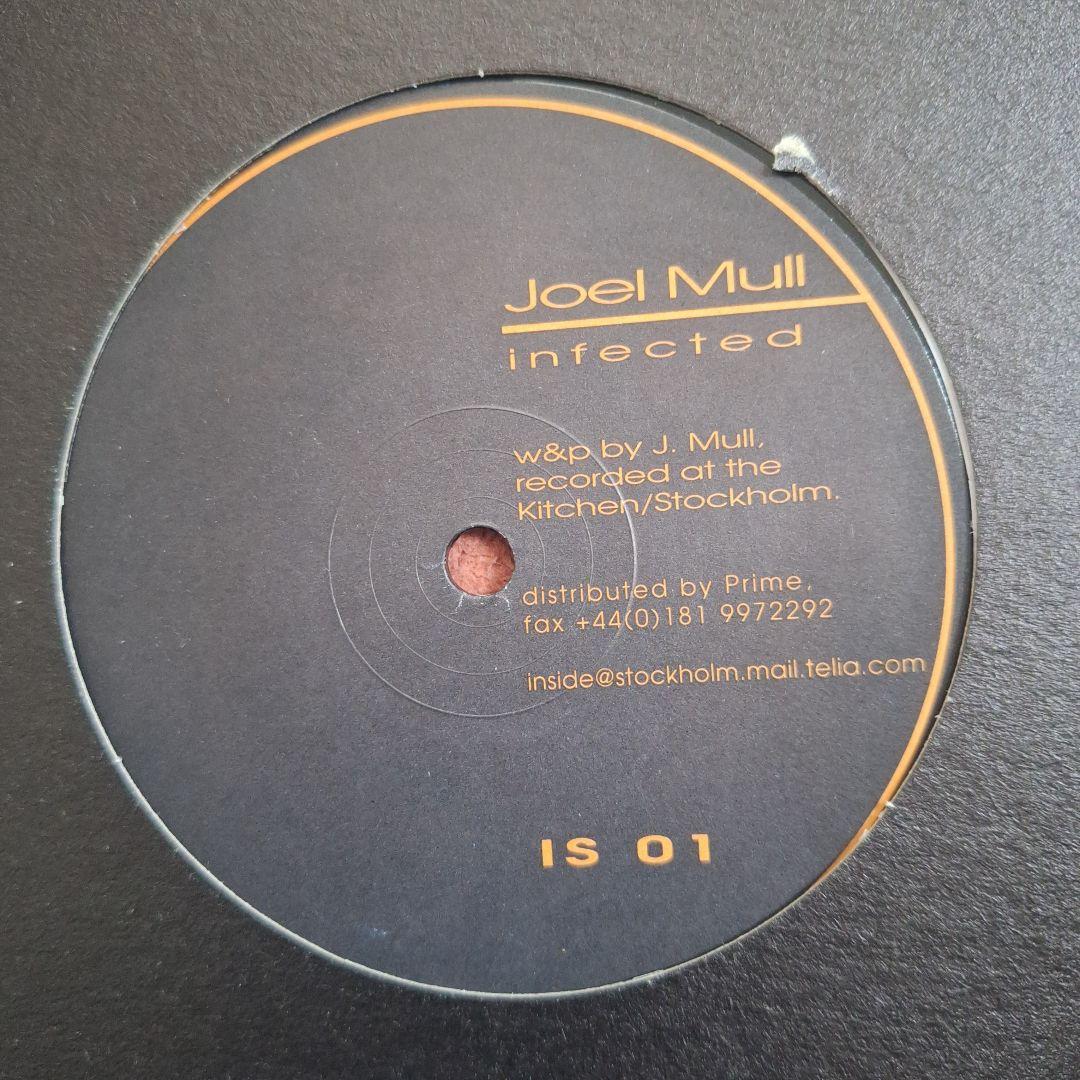 Joel Mull
infected
w&p by J. Mull,
recorded at the
Kitchen/Stockholm.
distributed by Prime,
fax +44(0)181 9972292
inside@stockholm.mail.telia.com
IS 01